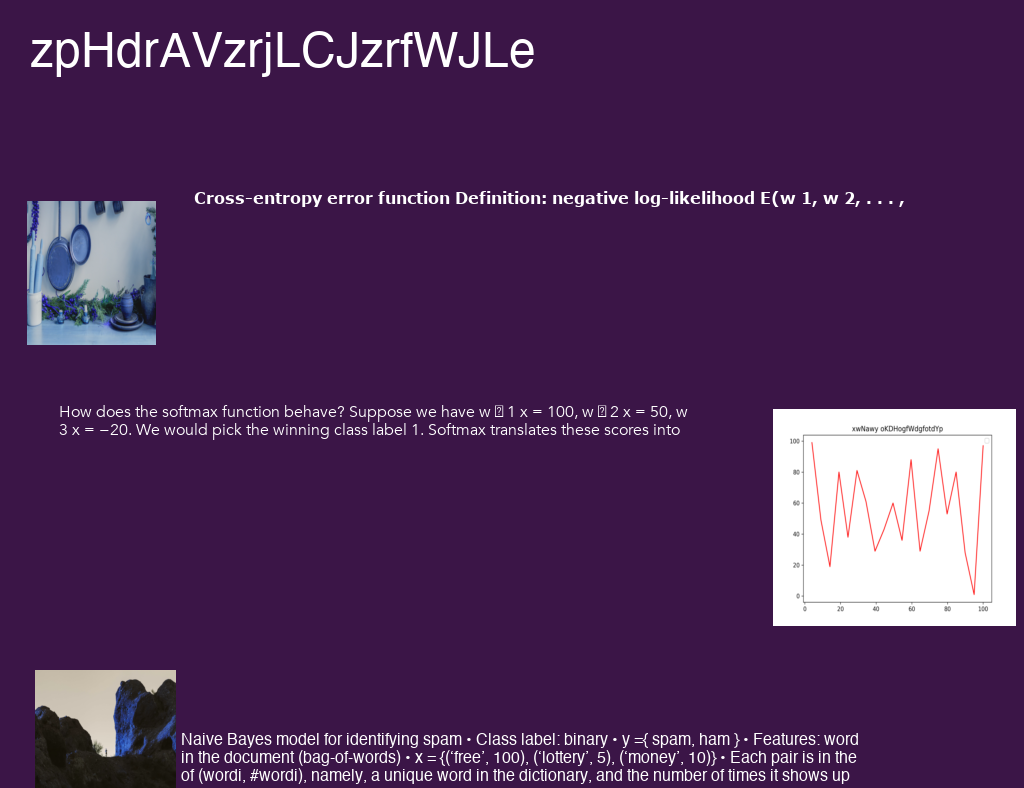 zpHdrAVzrjLCJzrfWJLe
Cross-entropy error function Definition: negative log-likelihood E(w 1, w 2, . . . ,
How does the softmax function behave? Suppose we have w 1 x = 100, w 2 x = 50, w
3 x = −20. We would pick the winning class label 1. Softmax translates these scores into
xwNawy oKDHogfWdgfotdYp
100
80
60
40
20
0
0 20 40 60 80 100
Naive Bayes model for identifying spam • Class label: binary • y ={ spam, ham } • Features: word
in the document (bag-of-words) • x = {(‘free’, 100), (‘lottery’, 5), (‘money’, 10)} • Each pair is in the
of (wordi, #wordi), namely, a unique word in the dictionary, and the number of times it shows up